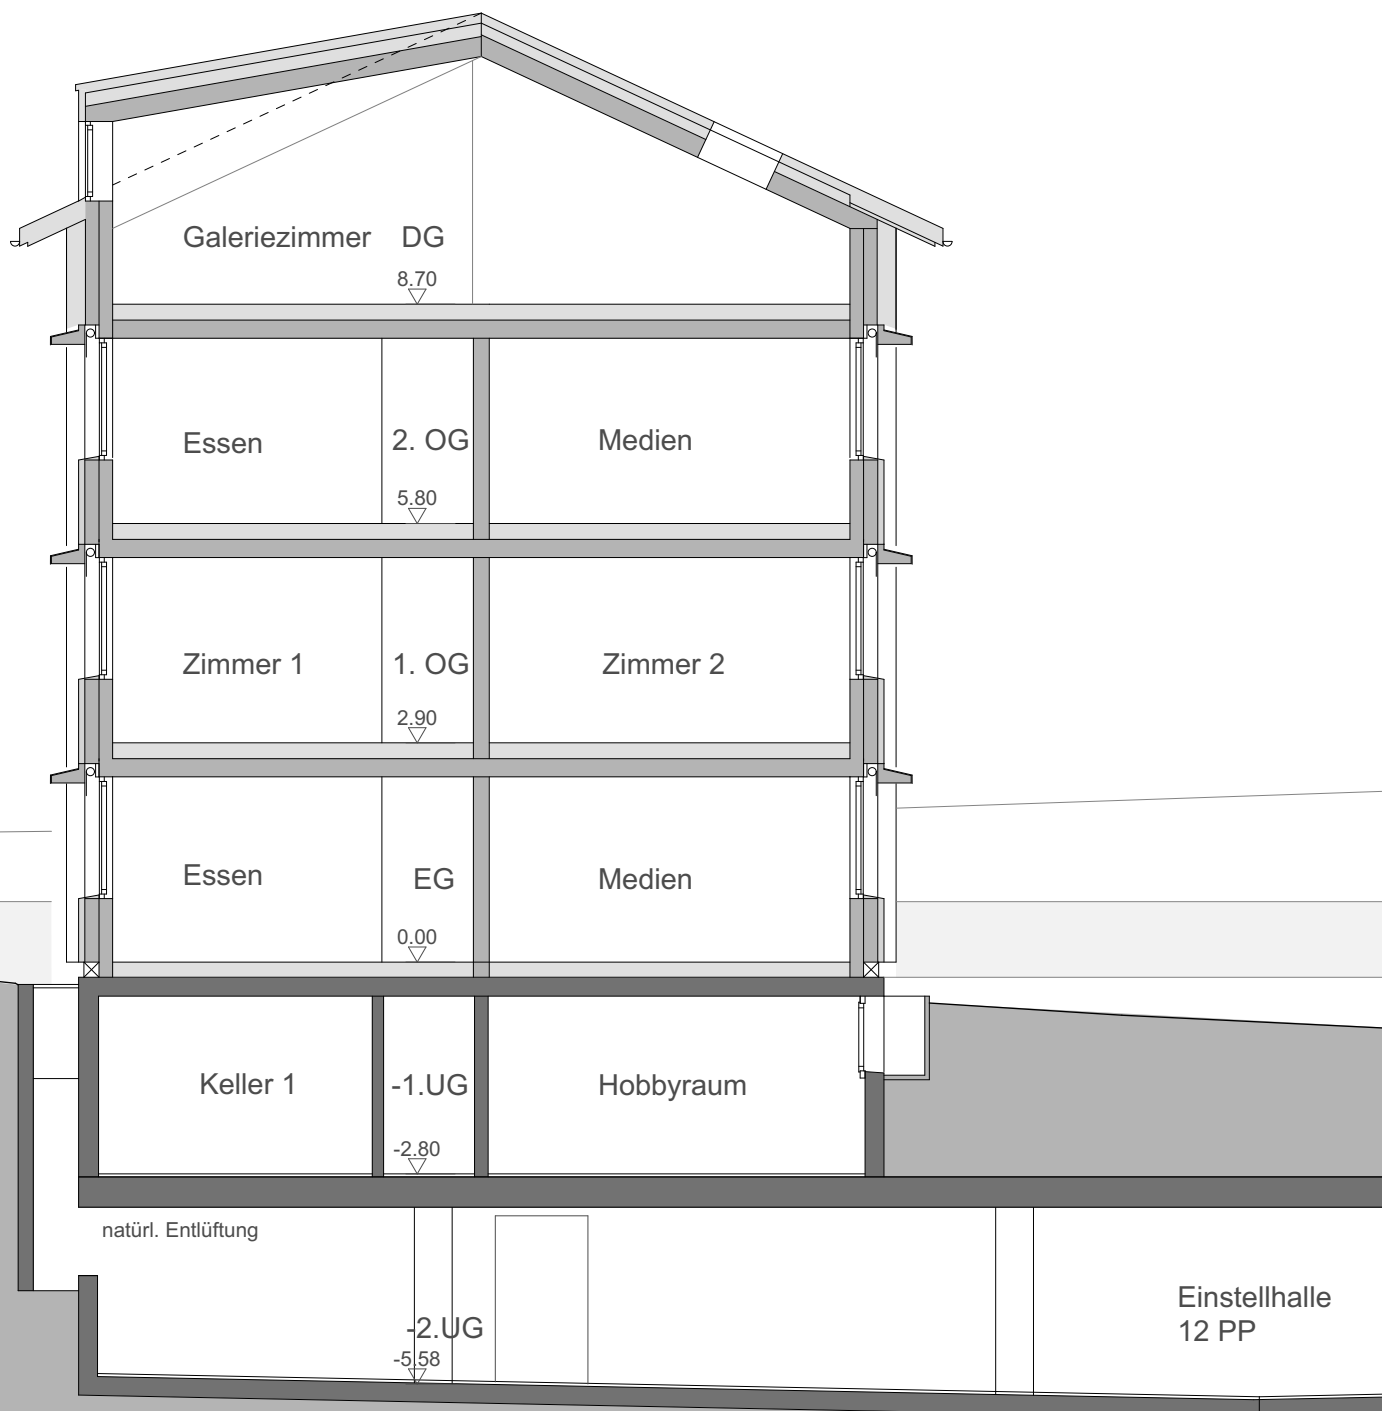 Galeriezimmer DG
8.70
Essen 2. OG Medien
5.80
Zimmer 1 1. OG Zimmer 2
2.90
Essen EG Medien
0.00
Keller 1 -1.UG Hobbyraum
-2.80
natürl. Entlüftung
Einstellhalle
12 PP
-2.UG
-5.58